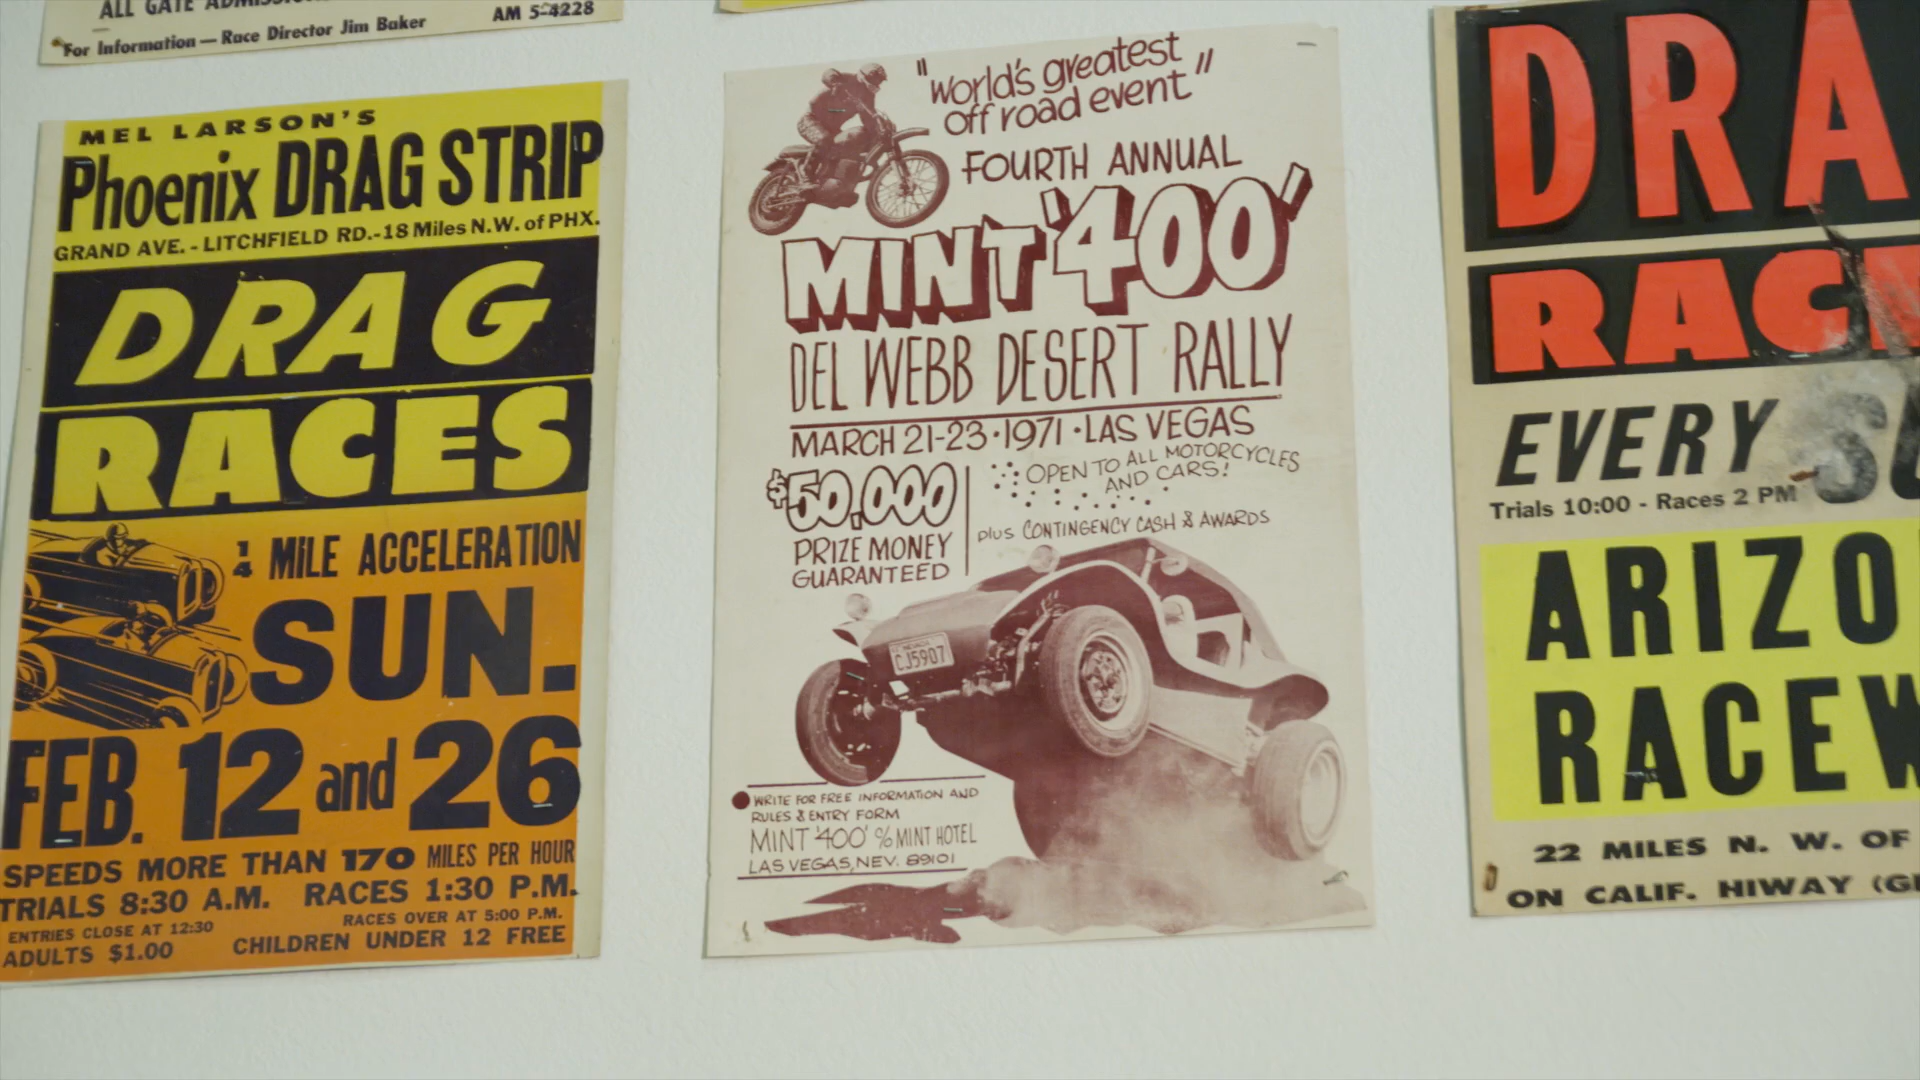 ALL GATE
For Information — Race Director Jim Baker
AM 5-4228
MEL LARSON'S
Phoenix DRAG STRIP
GRAND AVE. - LITCHFIELD RD.-18 Miles N.W. of PHX.
DRAG
RACES
1/4 MILE ACCELERATION
SUN.
FEB. 12 and 26
SPEEDS MORE THAN 170 MILES PER HOUR
TRIALS 8:30 A.M. RACES 1:30 P.M.
RACES OVER AT 5:00 P.M.
ENTRIES CLOSE AT 12:30
ADULTS $1.00 CHILDREN UNDER 12 FREE
"World's greatest
off road event"
FOURTH ANNUAL
MINT '400'
DEL WEBB DESERT RALLY
MARCH 21-23 • 1971 • LAS VEGAS
$50,000
PRIZE MONEY
GUARANTEED
OPEN TO ALL MOTORCYCLES
AND CARS!
plus CONTINGENCY CASH & AWARDS
NEVADA
CJ5907
WRITE FOR FREE INFORMATION AND
RULES & ENTRY FORM
MINT '400' % MINT HOTEL
LAS VEGAS, NEV. 89101
DRA
RAC
EVERY
Trials 10:00 - Races 2 PM
ARIZO
RACEW
22 MILES N. W. OF
ON CALIF. HIWAY